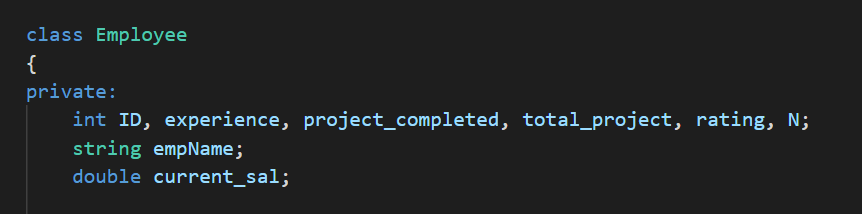 class Employee
{
private:
    int ID, experience, project_completed, total_project, rating, N;
    string empName;
    double current_sal;